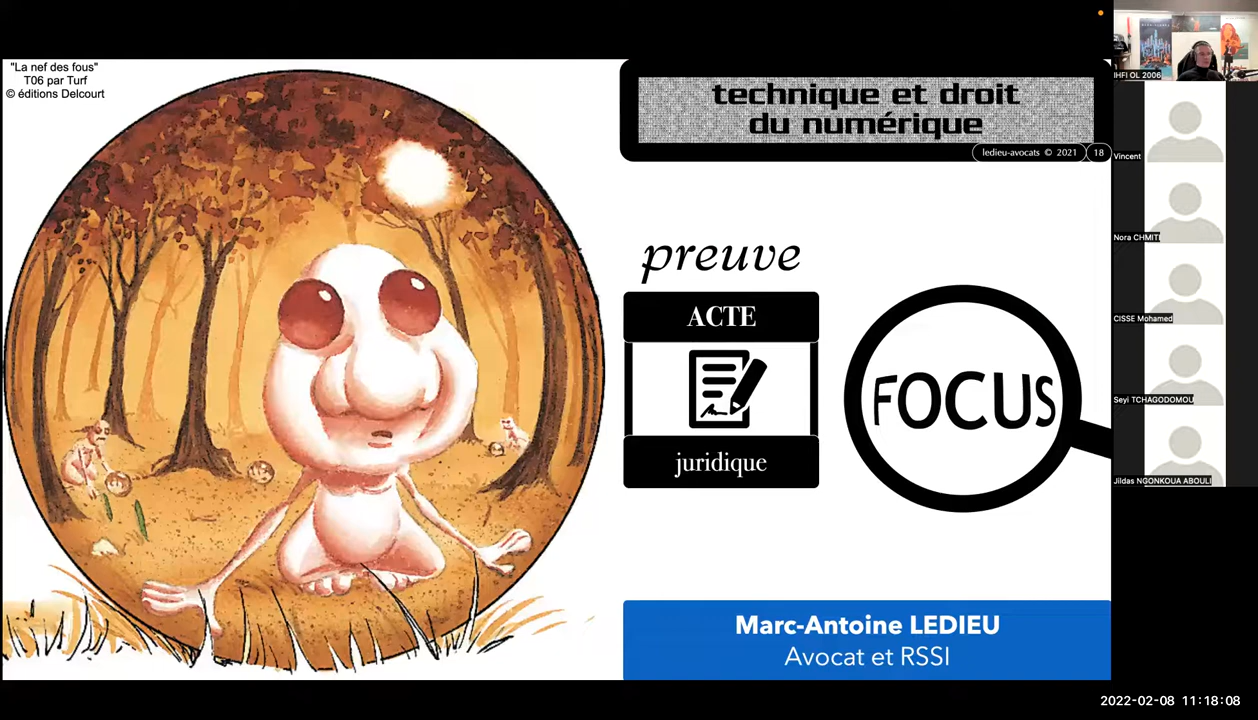 "La nef des fous"
T06 par Turf
© éditions Delcourt
technique et droit
du numérique
ledieu-avocats © 2021
18
preuve
ACTE
juridique
FOCUS
Marc-Antoine LEDIEU
Avocat et RSSI
IHFI OL 2006
Vincent
Nora CHMITI
CISSE Mohamed
Seyi TCHAGODOMOU
Jildas NGONKOUA ABOULI
2022-02-08 11:18:08